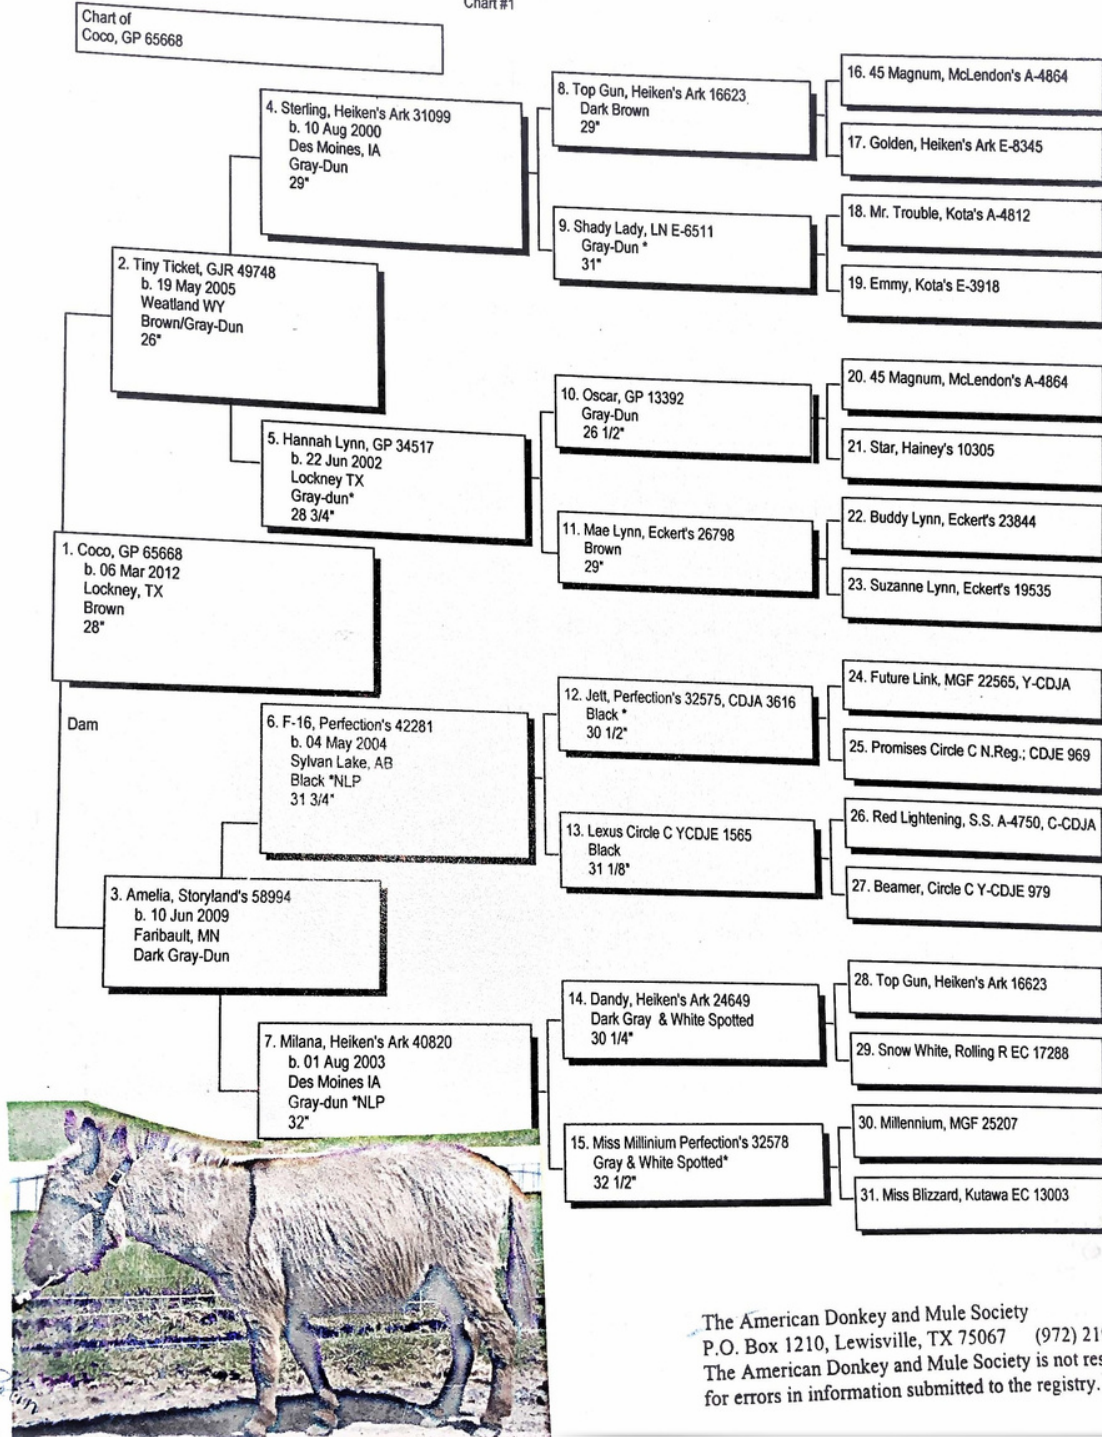 Chart #1
Chart of
Coco, GP 65668
16. 45 Magnum, McLendon's A-4864
8. Top Gun, Heiken's Ark 16623
Dark Brown
29"
17. Golden, Heiken's Ark E-8345
4. Sterling, Heiken's Ark 31099
b. 10 Aug 2000
Des Moines, IA
Gray-Dun
29"
18. Mr. Trouble, Kota's A-4812
9. Shady Lady, LN E-6511
Gray-Dun *
31"
19. Emmy, Kota's E-3918
2. Tiny Ticket, GJR 49748
b. 19 May 2005
Weatland WY
Brown/Gray-Dun
26"
20. 45 Magnum, McLendon's A-4864
10. Oscar, GP 13392
Gray-Dun
26 1/2"
21. Star, Hainey's 10305
5. Hannah Lynn, GP 34517
b. 22 Jun 2002
Lockney TX
Gray-dun*
28 3/4"
22. Buddy Lynn, Eckert's 23844
11. Mae Lynn, Eckert's 26798
Brown
29"
23. Suzanne Lynn, Eckert's 19535
1. Coco, GP 65668
b. 06 Mar 2012
Lockney, TX
Brown
28"
24. Future Link, MGF 22565, Y-CDJA
12. Jett, Perfection's 32575, CDJA 3616
Black *
30 1/2"
25. Promises Circle C N.Reg.; CDJE 969
Dam
6. F-16, Perfection's 42281
b. 04 May 2004
Sylvan Lake, AB
Black *NLP
31 3/4"
26. Red Lightening, S.S. A-4750, C-CDJA
13. Lexus Circle C YCDJE 1565
Black
31 1/8"
27. Beamer, Circle C Y-CDJE 979
3. Amelia, Storyland's 58994
b. 10 Jun 2009
Faribault, MN
Dark Gray-Dun
28. Top Gun, Heiken's Ark 16623
14. Dandy, Heiken's Ark 24649
Dark Gray & White Spotted
30 1/4"
29. Snow White, Rolling R EC 17288
7. Milana, Heiken's Ark 40820
b. 01 Aug 2003
Des Moines IA
Gray-dun *NLP
32"
30. Millennium, MGF 25207
15. Miss Millinium Perfection's 32578
Gray & White Spotted*
32 1/2"
31. Miss Blizzard, Kutawa EC 13003
The American Donkey and Mule Society
P.O. Box 1210, Lewisville, TX 75067 (972) 21
The American Donkey and Mule Society is not res
for errors in information submitted to the registry.